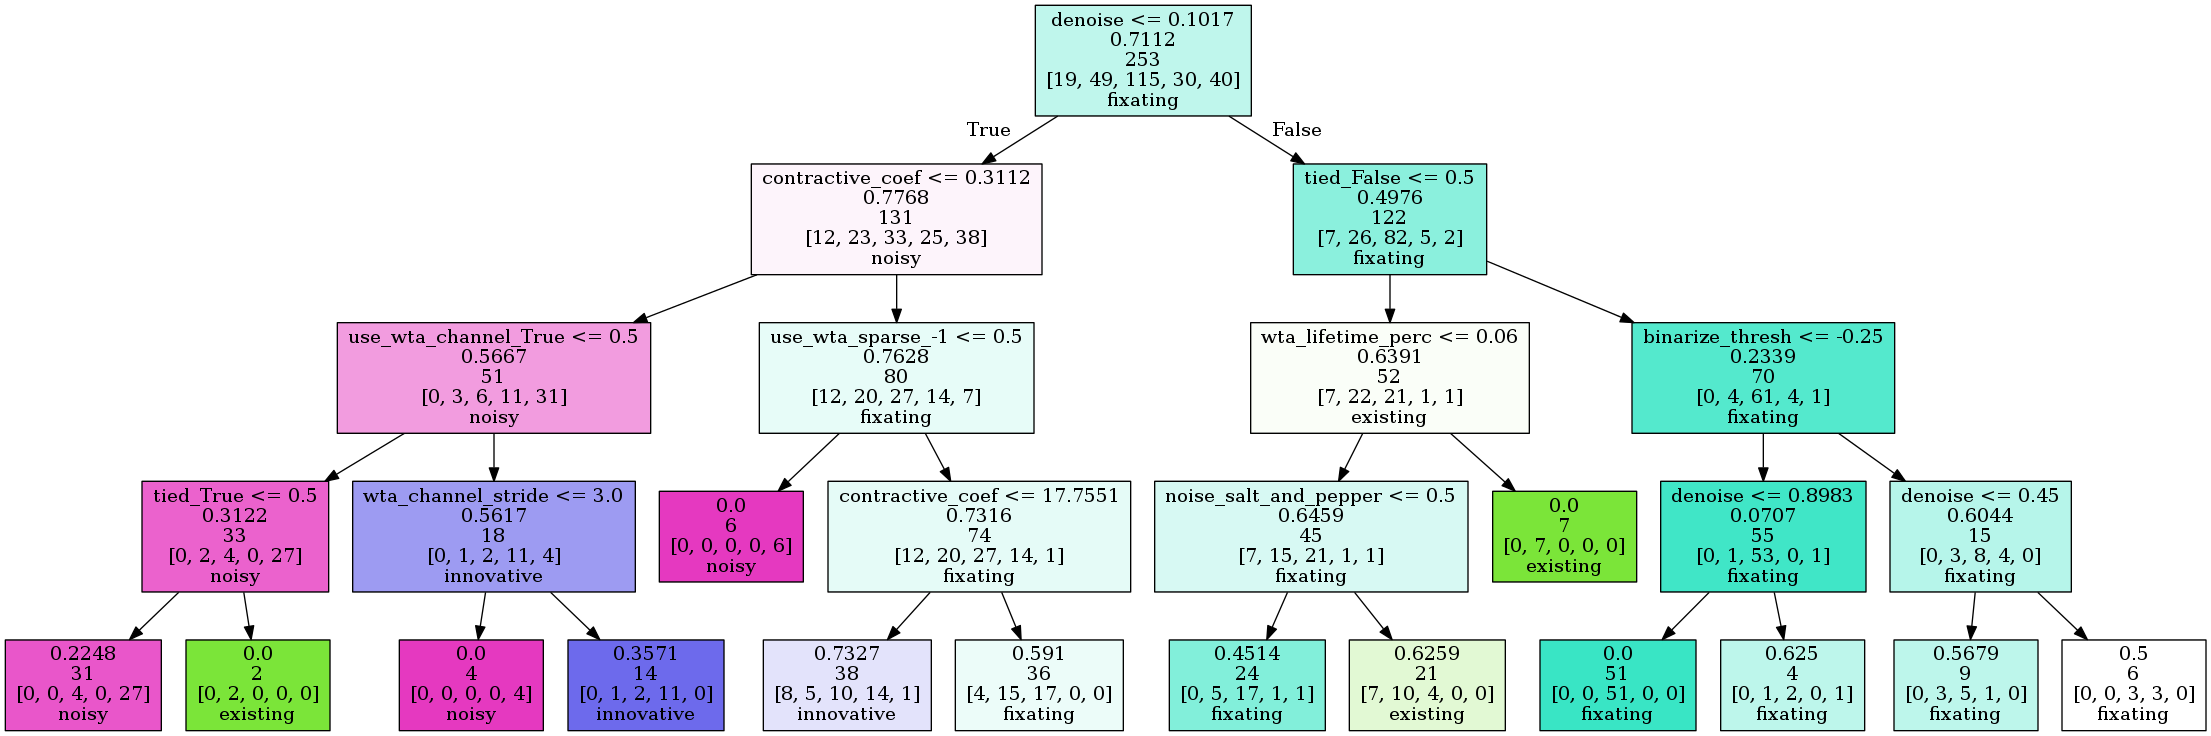 denoise <= 0.1017
0.7112
253
[19, 49, 115, 30, 40]
fixating
True
False
contractive_coef <= 0.3112
0.7768
131
[12, 23, 33, 25, 38]
noisy
tied_False <= 0.5
0.4976
122
[7, 26, 82, 5, 2]
fixating
use_wta_channel_True <= 0.5
0.5667
51
[0, 3, 6, 11, 31]
noisy
use_wta_sparse_-1 <= 0.5
0.7628
80
[12, 20, 27, 14, 7]
fixating
wta_lifetime_perc <= 0.06
0.6391
52
[7, 22, 21, 1, 1]
existing
binarize_thresh <= -0.25
0.2339
70
[0, 4, 61, 4, 1]
fixating
tied_True <= 0.5
0.3122
33
[0, 2, 4, 0, 27]
noisy
wta_channel_stride <= 3.0
0.5617
18
[0, 1, 2, 11, 4]
innovative
0.0
6
[0, 0, 0, 0, 6]
noisy
contractive_coef <= 17.7551
0.7316
74
[12, 20, 27, 14, 1]
fixating
noise_salt_and_pepper <= 0.5
0.6459
45
[7, 15, 21, 1, 1]
fixating
0.0
7
[0, 7, 0, 0, 0]
existing
denoise <= 0.8983
0.0707
55
[0, 1, 53, 0, 1]
fixating
denoise <= 0.45
0.6044
15
[0, 3, 8, 4, 0]
fixating
0.2248
31
[0, 0, 4, 0, 27]
noisy
0.0
2
[0, 2, 0, 0, 0]
existing
0.0
4
[0, 0, 0, 0, 4]
noisy
0.3571
14
[0, 1, 2, 11, 0]
innovative
0.7327
38
[8, 5, 10, 14, 1]
innovative
0.591
36
[4, 15, 17, 0, 0]
fixating
0.4514
24
[0, 5, 17, 1, 1]
fixating
0.6259
21
[7, 10, 4, 0, 0]
existing
0.0
51
[0, 0, 51, 0, 0]
fixating
0.625
4
[0, 1, 2, 0, 1]
fixating
0.5679
9
[0, 3, 5, 1, 0]
fixating
0.5
6
[0, 0, 3, 3, 0]
fixating